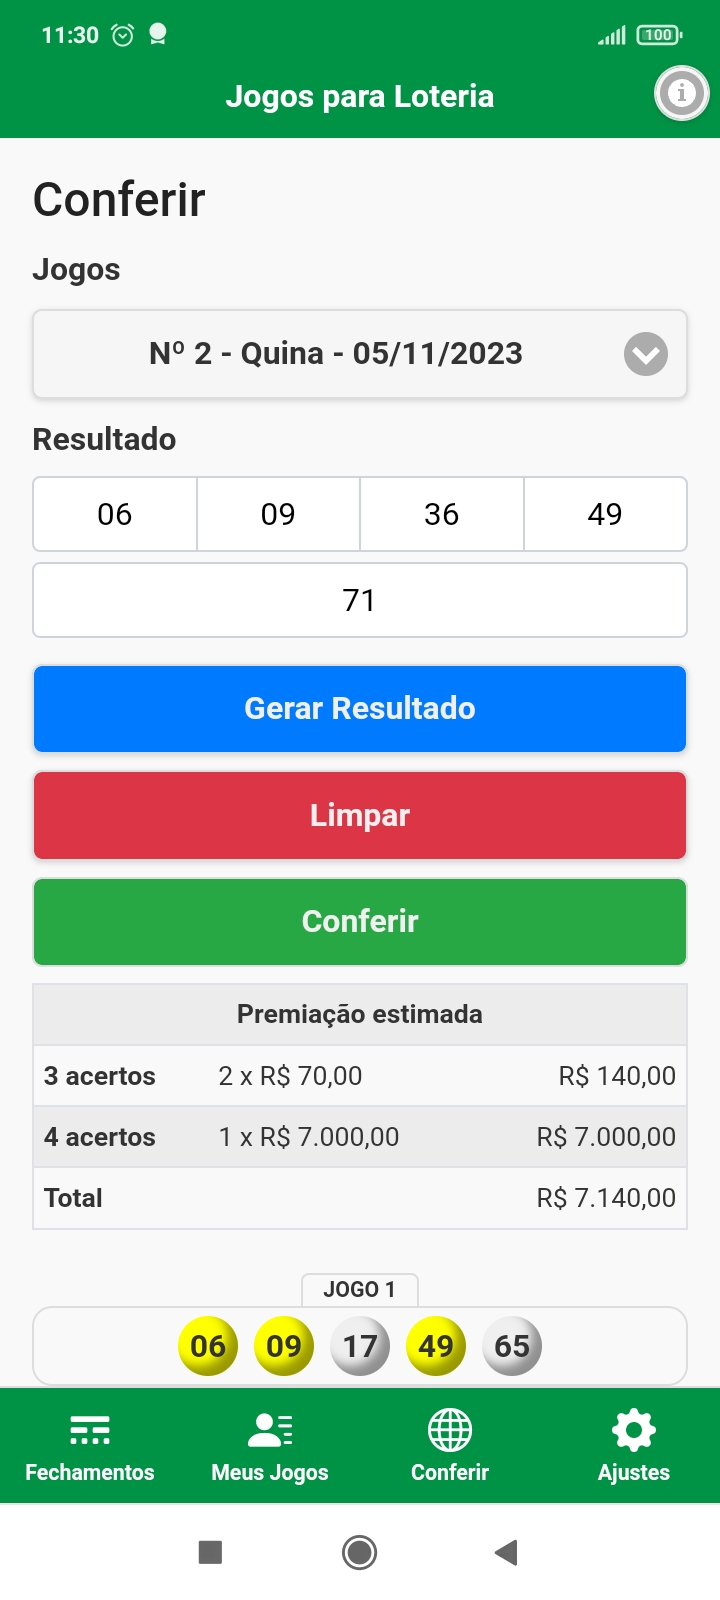 11:30
100
Jogos para Loteria
Conferir
Jogos
Nº 2 - Quina - 05/11/2023
Resultado
06 09 36 49
71
Gerar Resultado
Limpar
Conferir
Premiação estimada
3 acertos 2 x R$ 70,00 R$ 140,00
4 acertos 1 x R$ 7.000,00 R$ 7.000,00
Total R$ 7.140,00
JOGO 1
06 09 17 49 65
Fechamentos Meus Jogos Conferir Ajustes